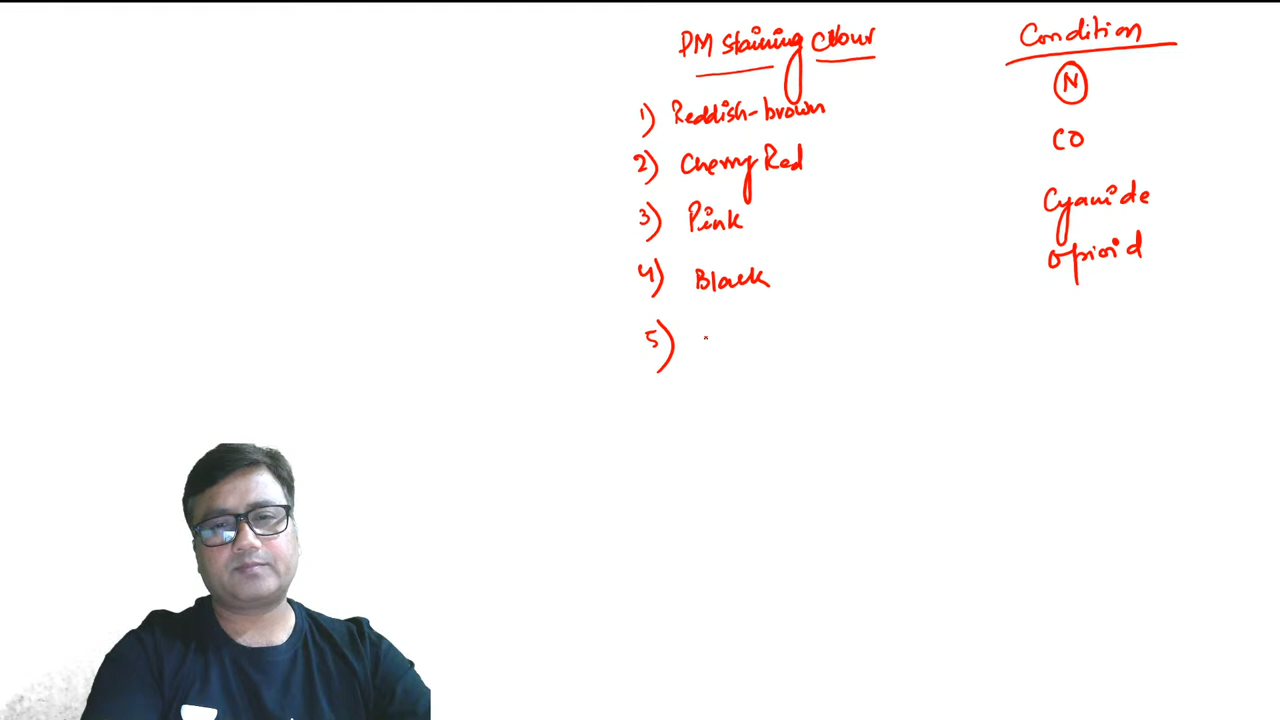 PM Staining Colour Condition
N
1) Reddish-brown
2) Cherry Red CO
3) Pink Cyanide
4) Black opioid
5)